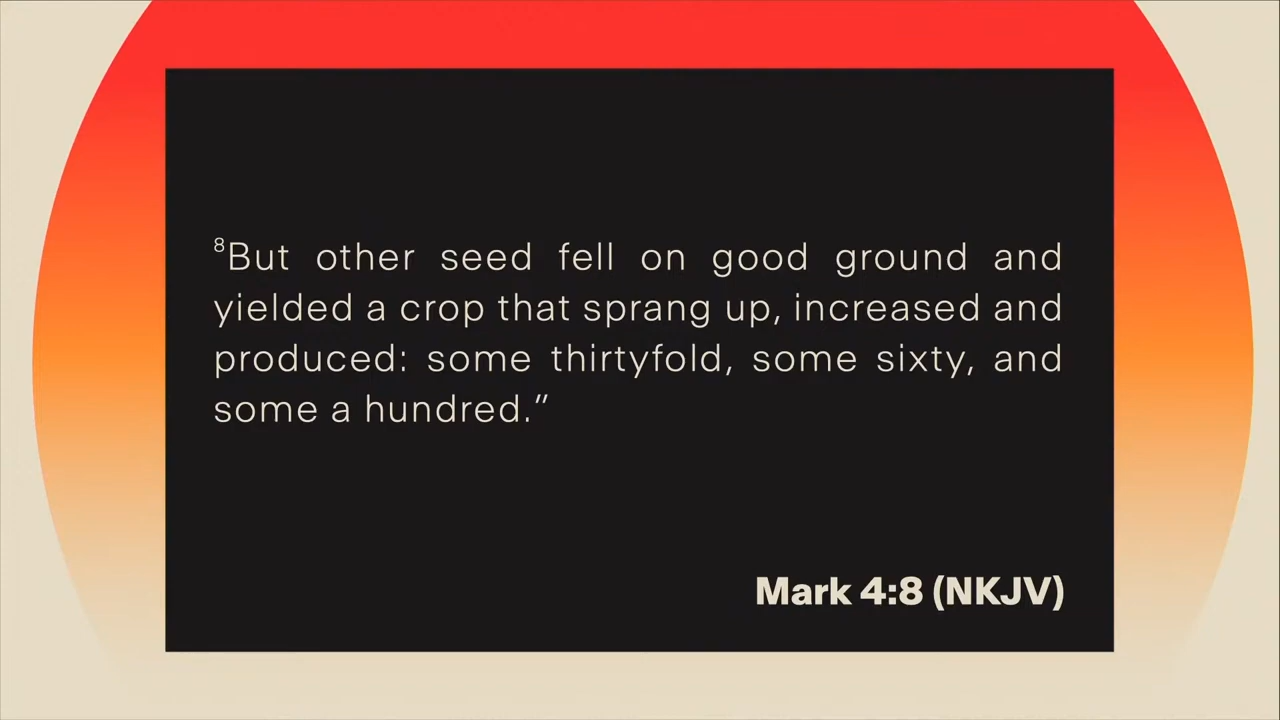 ⁸But other seed fell on good ground and
yielded a crop that sprang up, increased and
produced: some thirtyfold, some sixty, and
some a hundred.”
Mark 4:8 (NKJV)